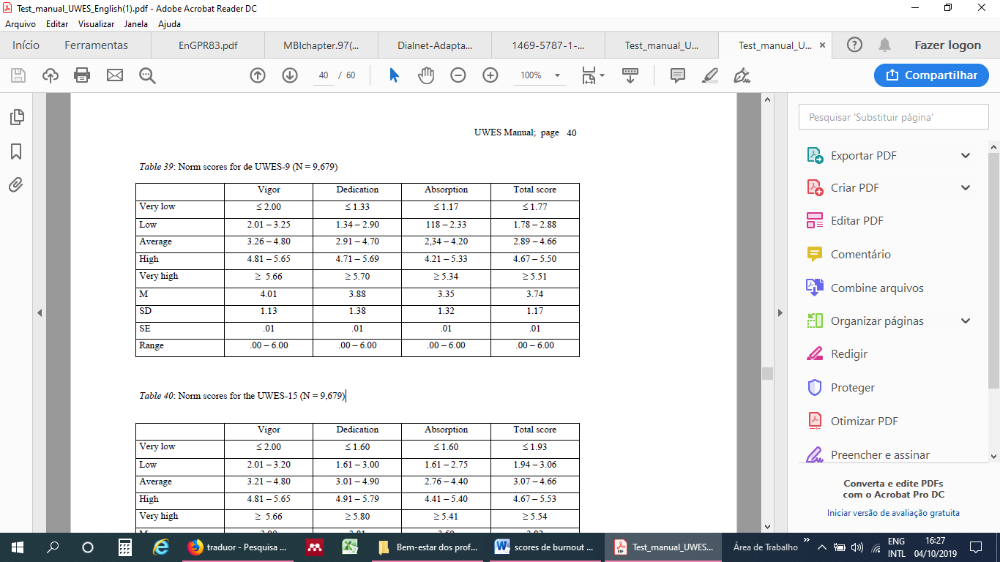 Test_manual_UWES_English(1).pdf - Adobe Acrobat Reader DC
Arquivo Editar Visualizar Janela Ajuda
Início Ferramentas EnGPR83.pdf MBIchapter.97(... Dialnet-Adapta... 1469-5787-1-... Test_manual_U... Test_manual_U... × Fazer logon
40 / 60 100% Compartilhar
UWES Manual; page 40
Table 39: Norm scores for de UWES-9 (N = 9,679)
Vigor Dedication Absorption Total score
Very low ≤ 2.00 ≤ 1.33 ≤ 1.17 ≤ 1.77
Low 2.01 – 3.25 1.34 – 2.90 118 – 2.33 1.78 – 2.88
Average 3.26 – 4.80 2.91 – 4.70 2,34 – 4.20 2.89 – 4.66
High 4.81 – 5.65 4.71 – 5.69 4.21 – 5.33 4.67 – 5.50
Very high ≥ 5.66 ≥ 5.70 ≥ 5.34 ≥ 5.51
M 4.01 3.88 3.35 3.74
SD 1.13 1.38 1.32 1.17
SE .01 .01 .01 .01
Range .00 – 6.00 .00 – 6.00 .00 – 6.00 .00 – 6.00
Table 40: Norm scores for the UWES-15 (N = 9,679)
Vigor Dedication Absorption Total score
Very low ≤ 2.00 ≤ 1.60 ≤ 1.60 ≤ 1.93
Low 2.01 – 3.20 1.61 – 3.00 1.61 – 2.75 1.94 – 3.06
Average 3.21 – 4.80 3.01 – 4.90 2.76 – 4.40 3.07 – 4.66
High 4.81 – 5.65 4.91 – 5.79 4.41 – 5.40 4.67 – 5.53
Very high ≥ 5.66 ≥ 5.80 ≥ 5.41 ≥ 5.54
Pesquisar 'Substituir página'
Exportar PDF
Criar PDF
Editar PDF
Comentário
Combine arquivos
Organizar páginas
Redigir
Proteger
Otimizar PDF
Preencher e assinar
Converta e edite PDFs
com o Acrobat Pro DC
Iniciar versão de avaliação gratuita
traduor - Pesquisa ... Bem-estar dos prof... scores de burnout ... Test_manual_UWES... Área de Trabalho
ENG 16:27
INTL 04/10/2019